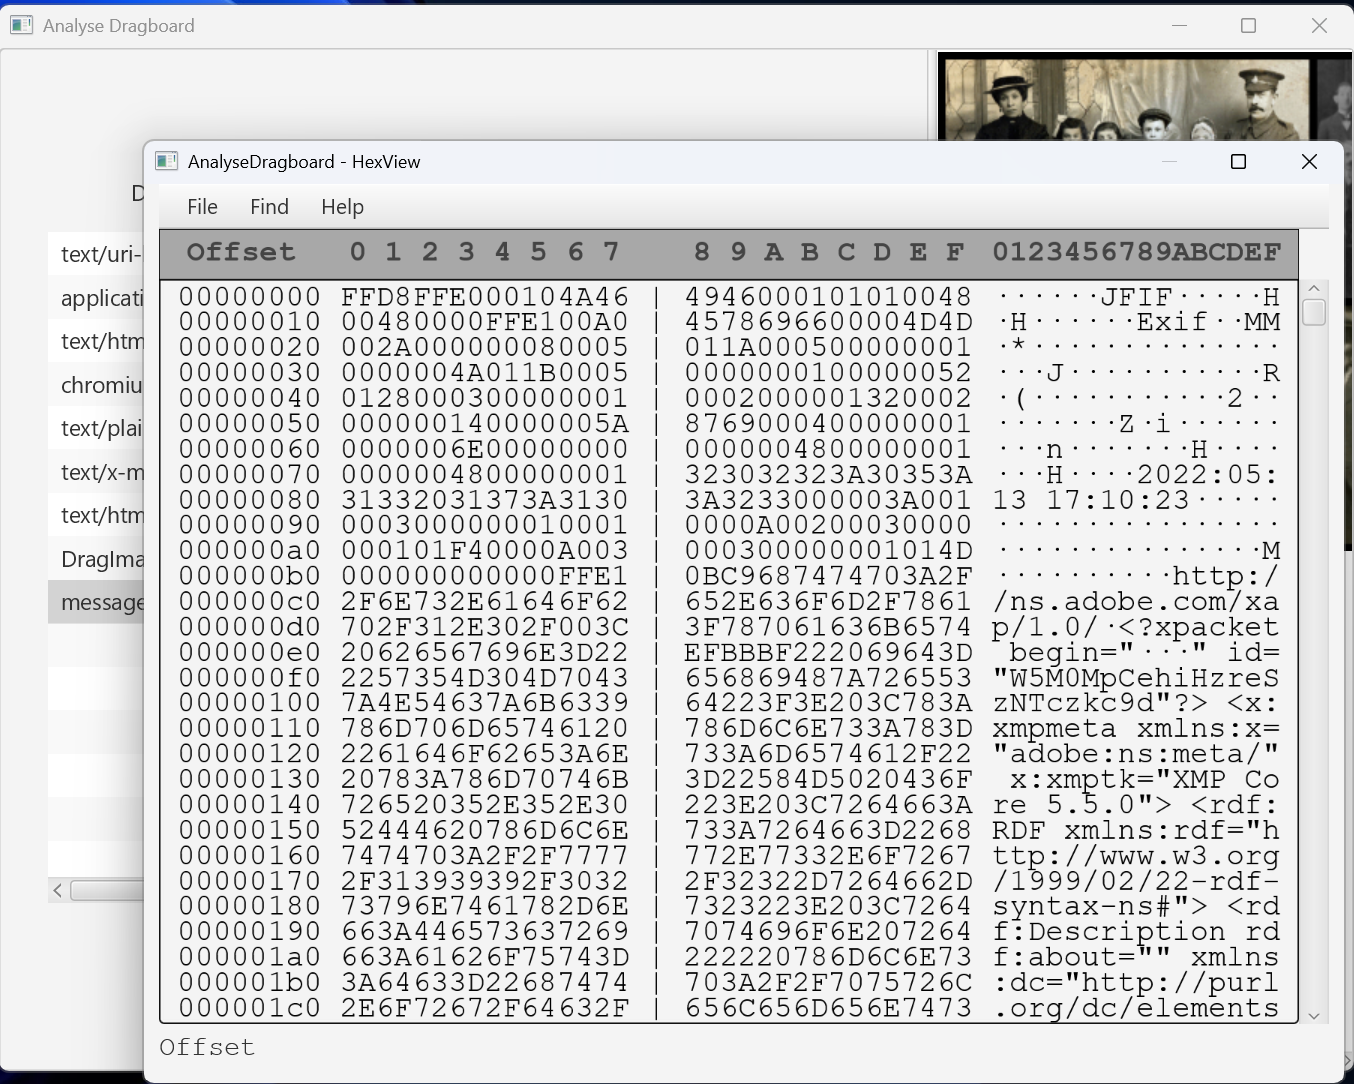 Analyse Dragboard
D
text/uri-
applicati
text/htm
chromiu
text/plai
text/x-m
text/htm
DragIma
message
AnalyseDragboard - HexView
File Find Help
Offset 0 1 2 3 4 5 6 7 8 9 A B C D E F 0123456789ABCDEF
00000000 FFD8FFE000104A46 | 4946000101010048 ······JFIF·····H
00000010 00480000FFE100A0 | 4578696600004D4D ·H······Exif··MM
00000020 002A000000080005 | 011A000500000001 ·*··············
00000030 0000004A011B0005 | 0000000100000052 ···J···········R
00000040 0128000300000001 | 0002000001320002 ·(···········2··
00000050 000000140000005A | 8769000400000001 ·······Z·i······
00000060 0000006E00000000 | 0000004800000001 ···n·······H····
00000070 0000004800000001 | 323032323A30353A ···H····2022:05:
00000080 31332031373A3130 | 3A3233000003A001 13 17:10:23·····
00000090 0003000000010001 | 0000A00200030000 ················
000000a0 000101F40000A003 | 000300000001014D ···············M
000000b0 000000000000FFE1 | 0BC9687474703A2F ··········http:/
000000c0 2F6E732E61646F62 | 652E636F6D2F7861 /ns.adobe.com/xa
000000d0 702F312E302F003C | 3F787061636B6574 p/1.0/·<?xpacket
000000e0 20626567696E3D22 | EFBBBF222069643D begin="···" id=
000000f0 2257354D304D7043 | 656869487A726553 "W5M0MpCehiHzreS
00000100 7A4E54637A6B6339 | 64223F3E203C783A zNTczkc9d"?> <x:
00000110 786D706D65746120 | 786D6C6E733A783D xmpmeta xmlns:x=
00000120 2261646F62653A6E | 733A6D6574612F22 "adobe:ns:meta/"
00000130 20783A786D70746B | 3D22584D5020436F x:xmptk="XMP Co
00000140 726520352E352E30 | 223E203C7264663A re 5.5.0"> <rdf:
00000150 52444620786D6C6E | 733A7264663D2268 RDF xmlns:rdf="h
00000160 7474703A2F2F7777 | 772E77332E6F7267 ttp://www.w3.org
00000170 2F313939392F3032 | 2F32322D7264662D /1999/02/22-rdf-
00000180 73796E7461782D6E | 7323223E203C7264 syntax-ns#"> <rd
00000190 663A446573637269 | 7074696F6E207264 f:Description rd
000001a0 663A61626F75743D | 222220786D6C6E73 f:about="" xmlns
000001b0 3A64633D22687474 | 703A2F2F7075726C :dc="http://purl
000001c0 2E6F72672F64632F | 656C656D656E7473 .org/dc/elements
Offset